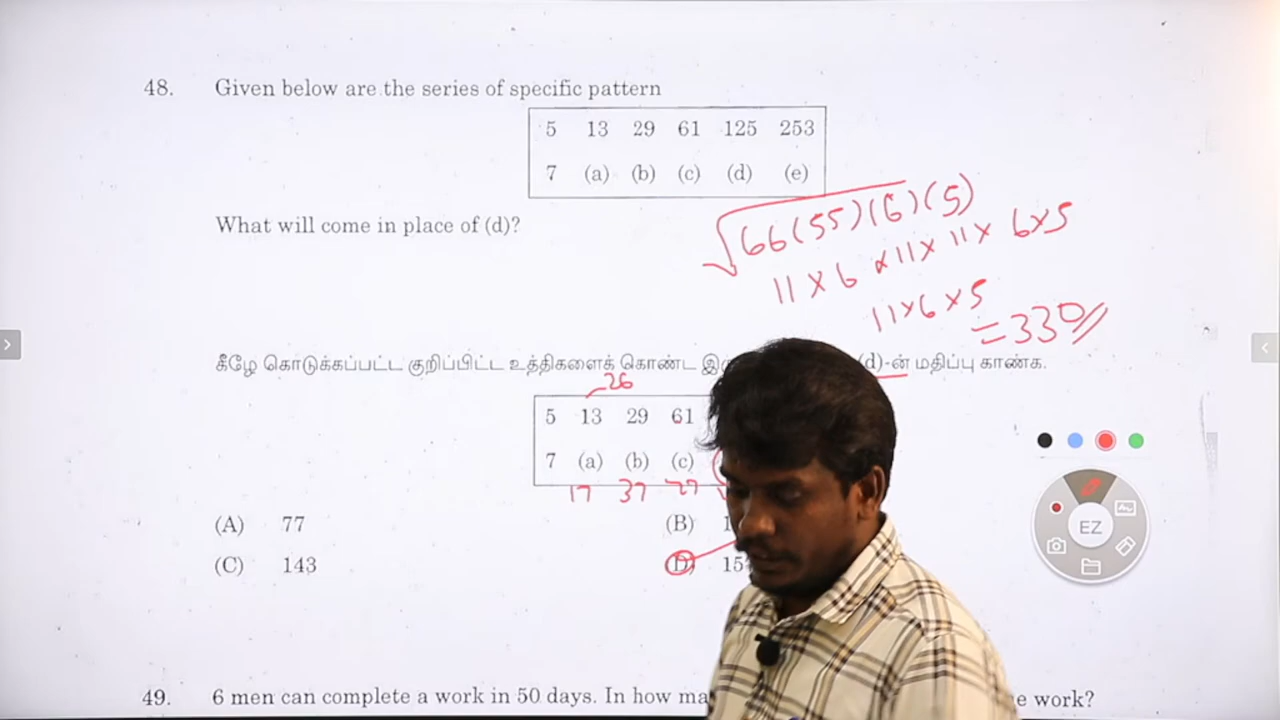 48. Given below are the series of specific pattern
5 13 29 61 125 253
7 (a) (b) (c) (d) (e)
What will come in place of (d)?
√66(55)(6)(5)
11×6×11×11×6×5
11×6×5
=330//
கீழே கொடுக்கப்பட்ட குறிப்பிட்ட உத்திகளைக் கொண்ட (d)-ன் மதிப்பு காண்க.
26
5 13 29 61
7 (a) (b) (c)
17 37 77
(A) 77 (B)
(C) 143 (D)
EZ
49. 6 men can complete a work in 50 days. In how work?